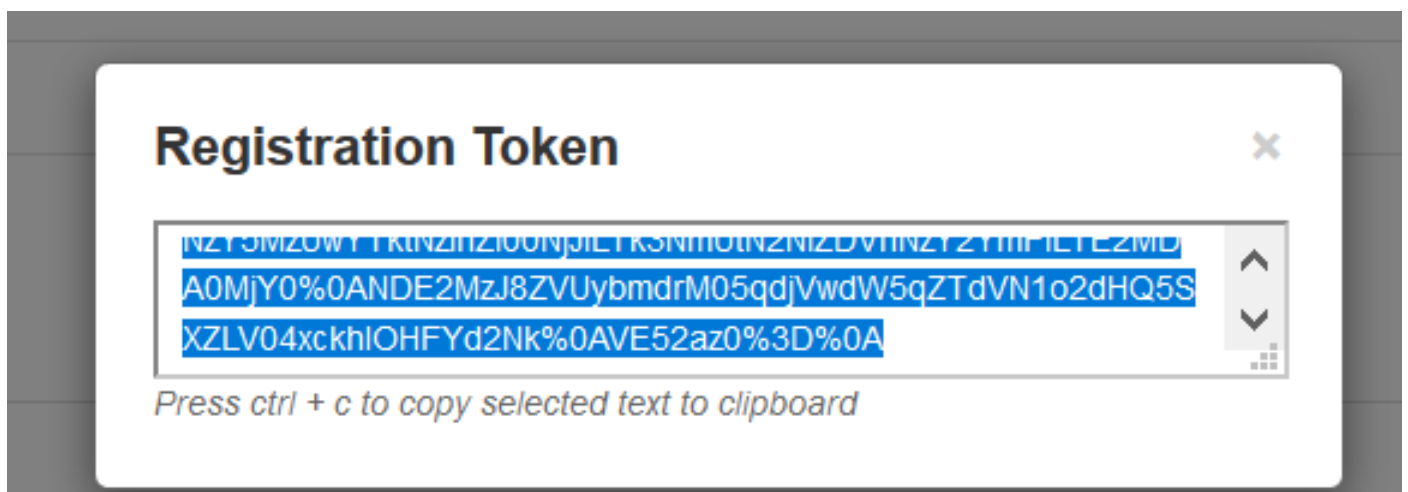 Registration Token
A0MjY0%0ANDE2MzJ8ZVUybmdrM05qdjVwdW5qZTdVN1o2dHQ5S
XZLV04xckhlOHFYd2Nk%0AVE52az0%3D%0A
Press ctrl + c to copy selected text to clipboard